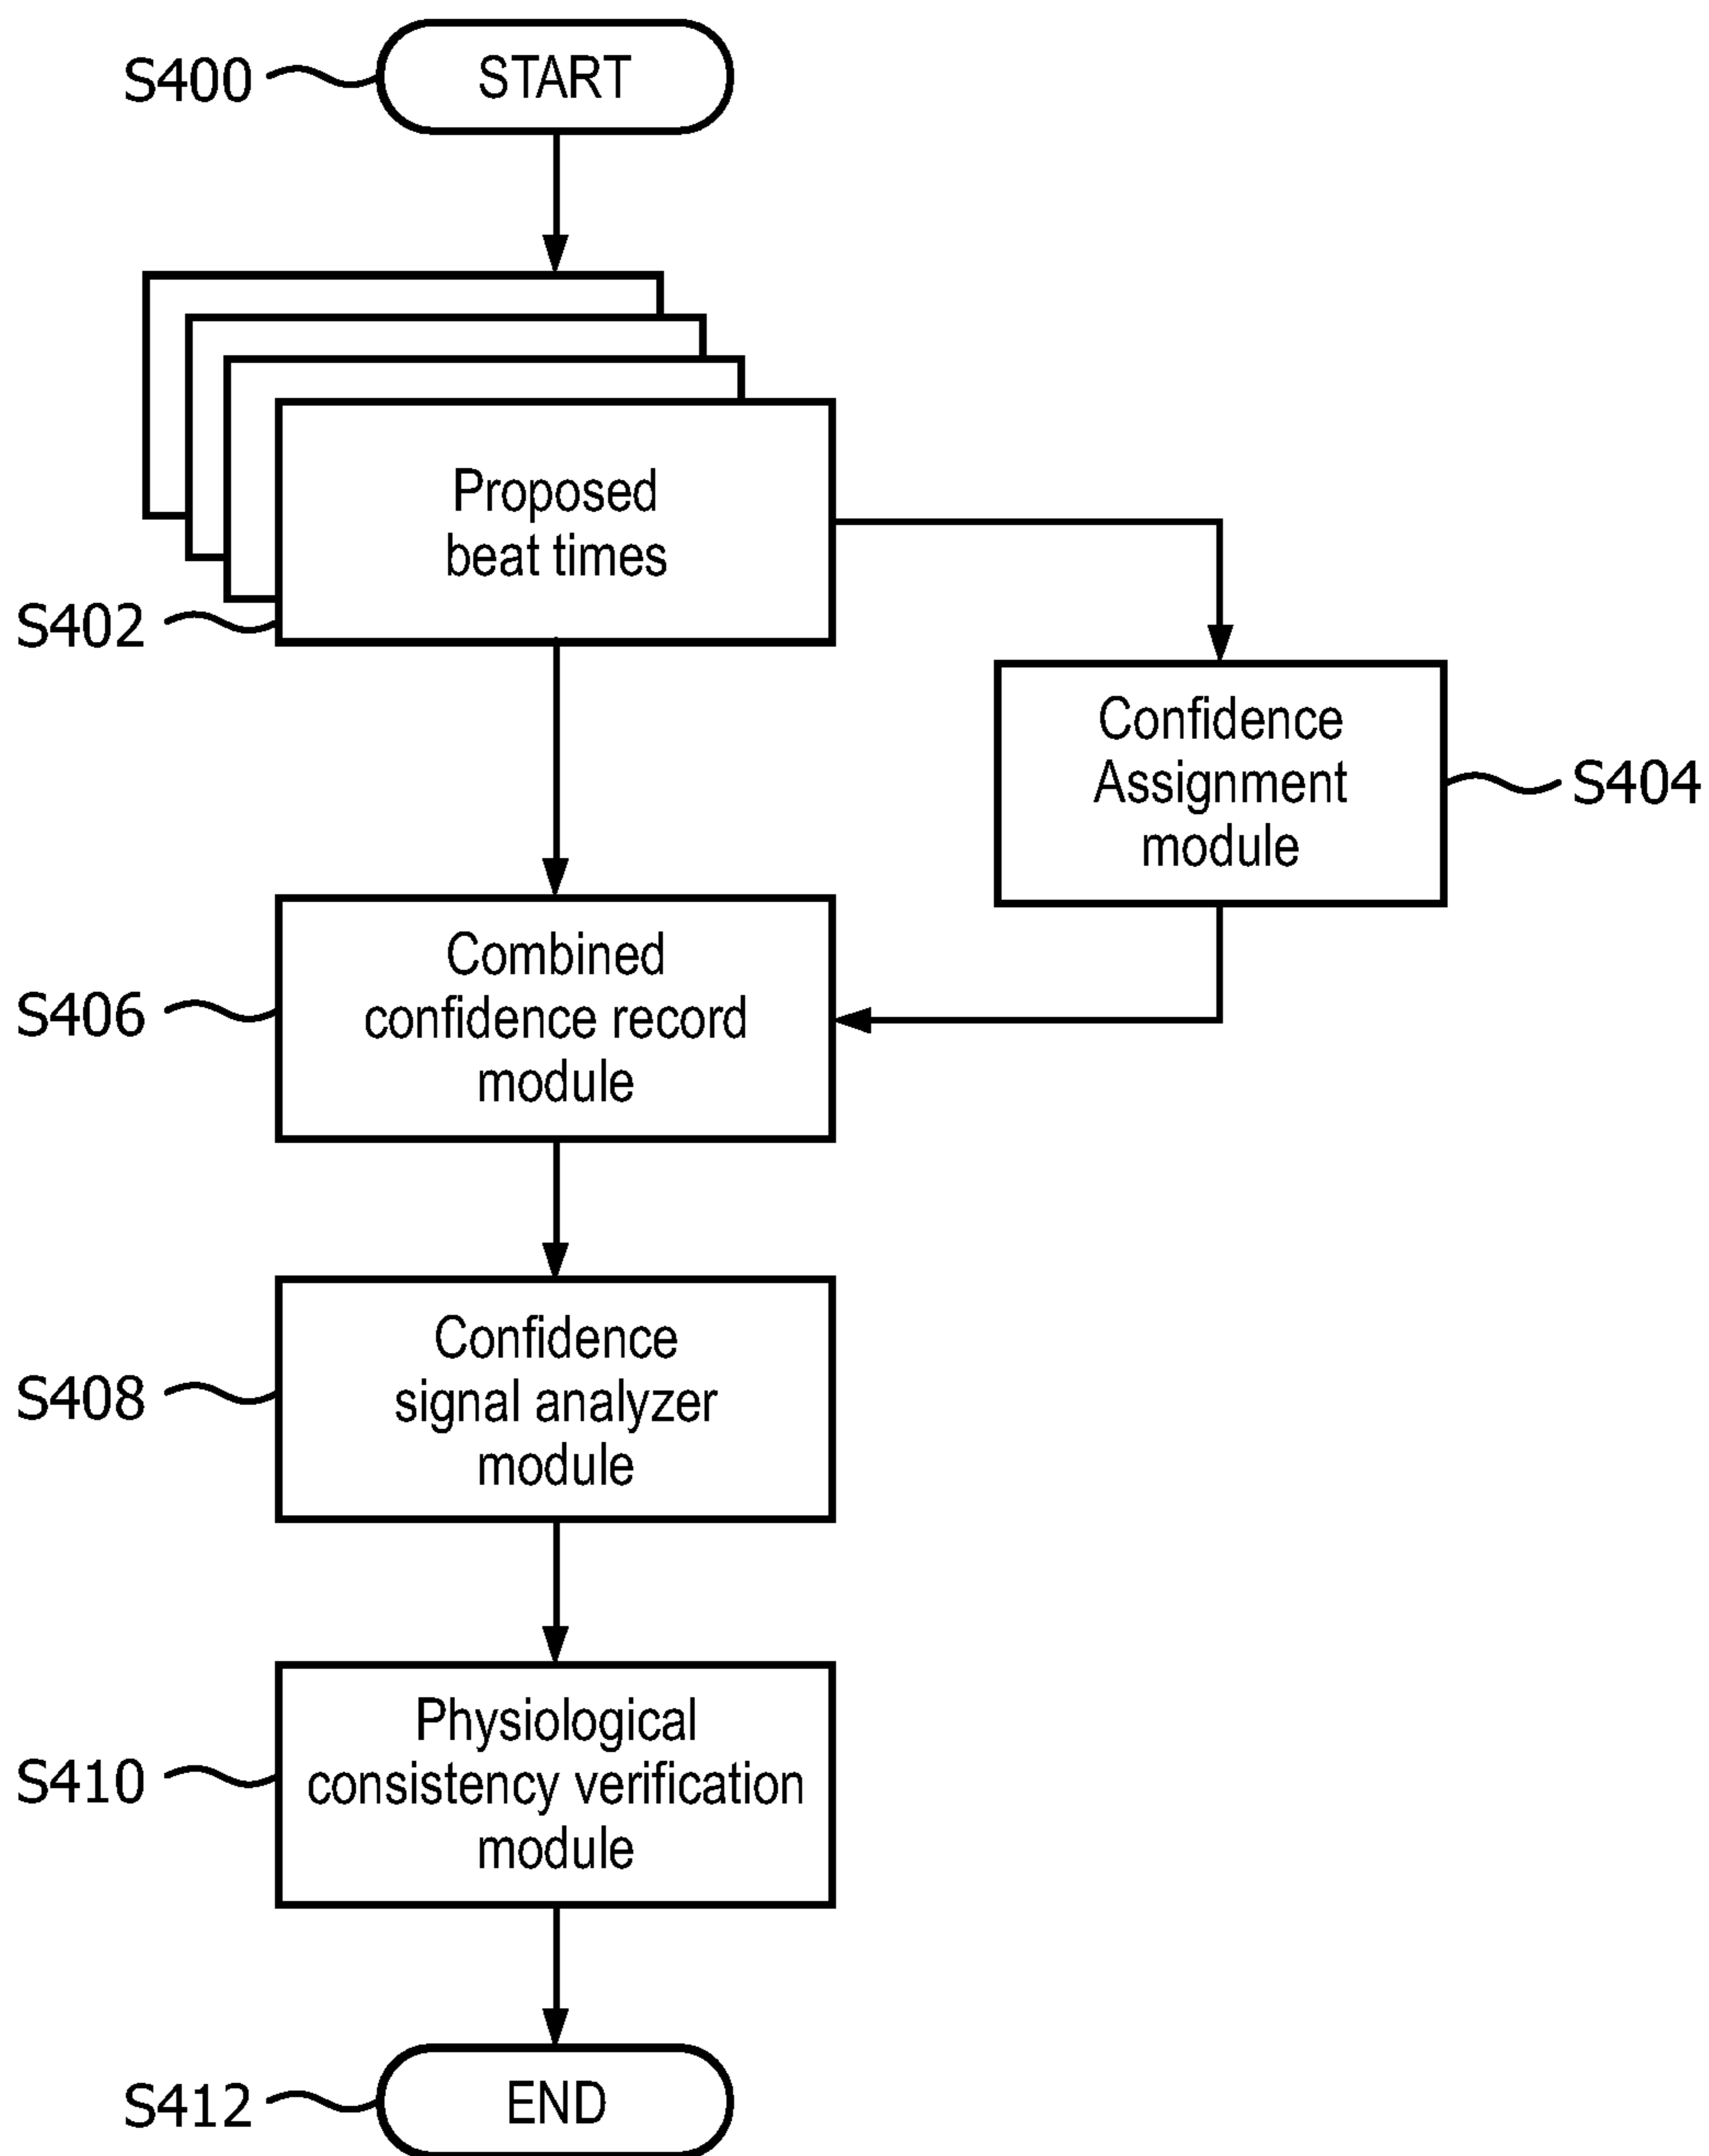 S400
START
Proposed
beat times
S402
Confidence
Assignment
module
S404
Combined
confidence record
module
S406
Confidence
signal analyzer
module
S408
Physiological
consistency verification
module
S410
END
S412